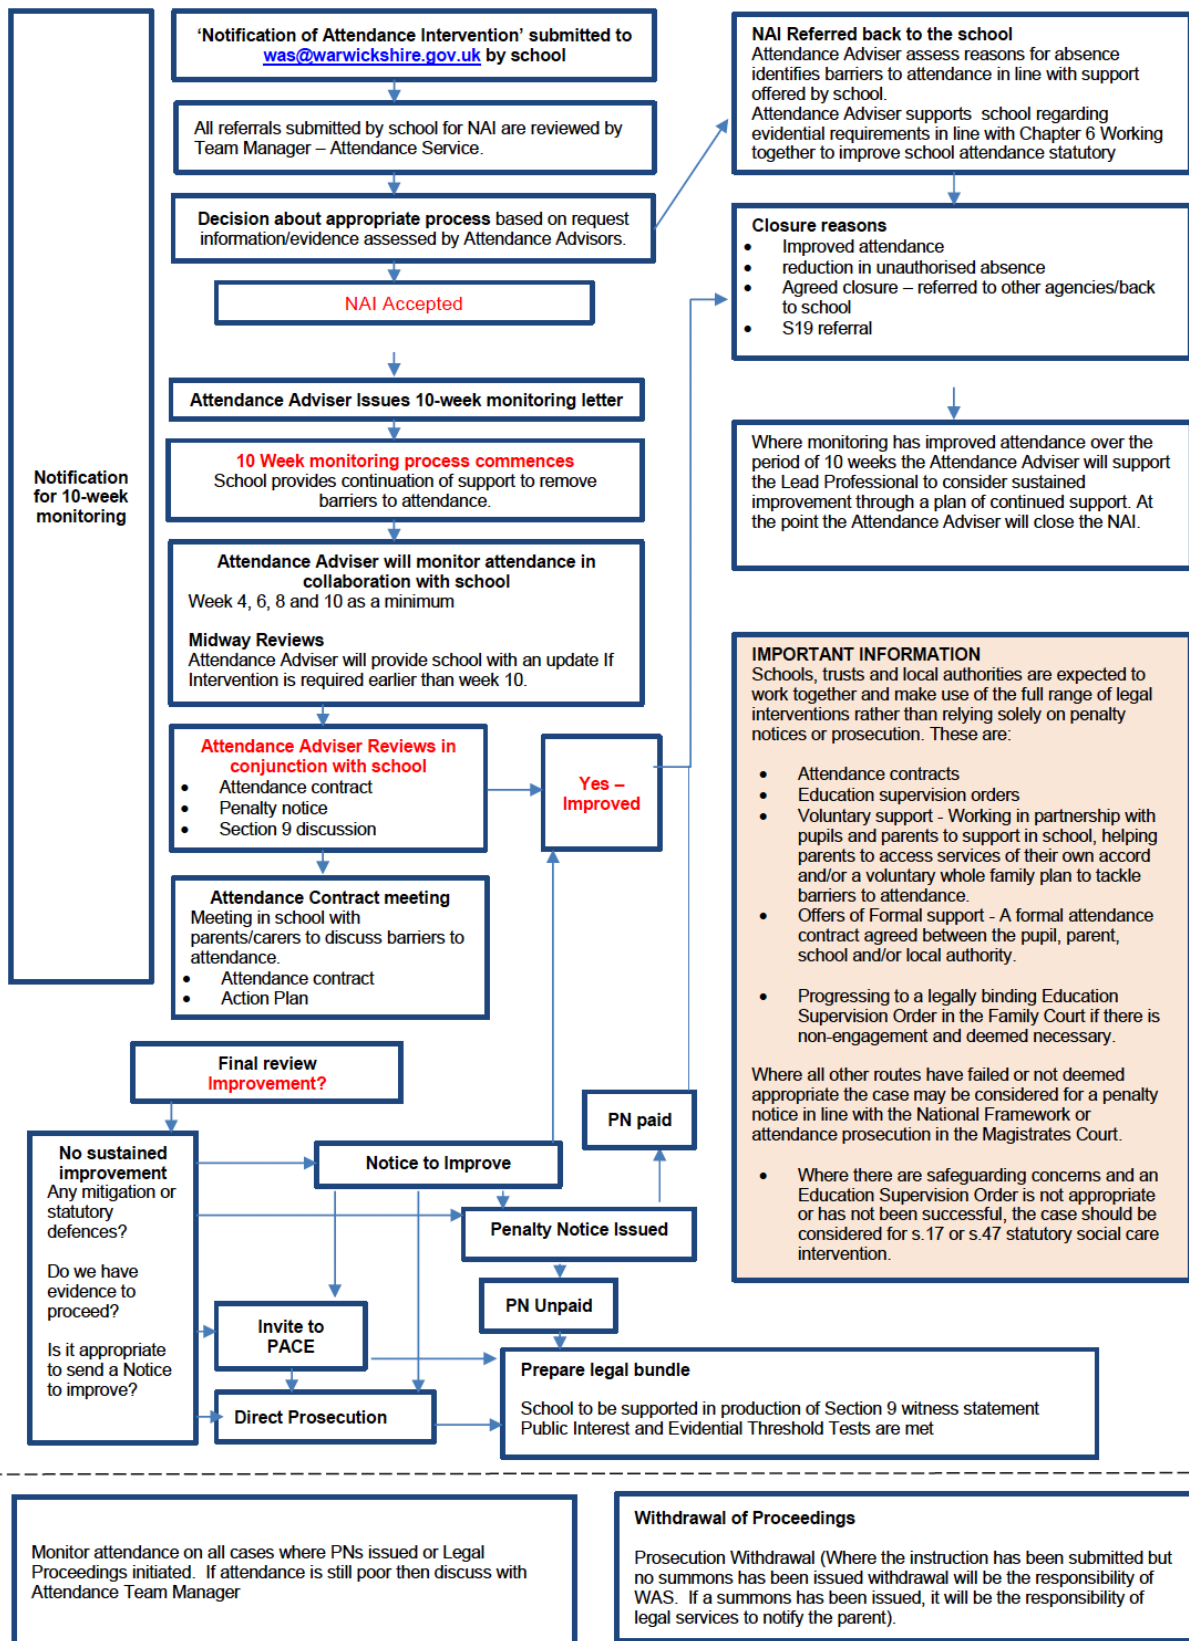 ‘Notification of Attendance Intervention’ submitted to
was@warwickshire.gov.uk by school
All referrals submitted by school for NAI are reviewed by
Team Manager – Attendance Service.
Decision about appropriate process based on request
information/evidence assessed by Attendance Advisors.
NAI Accepted
Attendance Adviser Issues 10-week monitoring letter
Notification
for 10-week
monitoring
10 Week monitoring process commences
School provides continuation of support to remove
barriers to attendance.
Attendance Adviser will monitor attendance in
collaboration with school
Week 4, 6, 8 and 10 as a minimum
Midway Reviews
Attendance Adviser will provide school with an update If
Intervention is required earlier than week 10.
Attendance Adviser Reviews in
conjunction with school
• Attendance contract
• Penalty notice
• Section 9 discussion
Yes –
Improved
Attendance Contract meeting
Meeting in school with
parents/carers to discuss barriers to
attendance.
• Attendance contract
• Action Plan
NAI Referred back to the school
Attendance Adviser assess reasons for absence
identifies barriers to attendance in line with support
offered by school.
Attendance Adviser supports  school regarding
evidential requirements in line with Chapter 6 Working
together to improve school attendance statutory
Closure reasons
• Improved attendance
• reduction in unauthorised absence
• Agreed closure – referred to other agencies/back
to school
• S19 referral
Where monitoring has improved attendance over the
period of 10 weeks the Attendance Adviser will support
the Lead Professional to consider sustained
improvement through a plan of continued support. At
the point the Attendance Adviser will close the NAI.
IMPORTANT INFORMATION
Schools, trusts and local authorities are expected to
work together and make use of the full range of legal
interventions rather than relying solely on penalty
notices or prosecution. These are:
• Attendance contracts
• Education supervision orders
• Voluntary support - Working in partnership with
pupils and parents to support in school, helping
parents to access services of their own accord
and/or a voluntary whole family plan to tackle
barriers to attendance.
• Offers of Formal support - A formal attendance
contract agreed between the pupil, parent,
school and/or local authority.
• Progressing to a legally binding Education
Supervision Order in the Family Court if there is
non-engagement and deemed necessary.
Where all other routes have failed or not deemed
appropriate the case may be considered for a penalty
notice in line with the National Framework or
attendance prosecution in the Magistrates Court.
• Where there are safeguarding concerns and an
Education Supervision Order is not appropriate
or has not been successful, the case should be
considered for s.17 or s.47 statutory social care
intervention.
Final review
Improvement?
No sustained
improvement
Any mitigation or
statutory
defences?
Do we have
evidence to
proceed?
Is it appropriate
to send a Notice
to improve?
Notice to Improve
PN paid
Penalty Notice Issued
PN Unpaid
Invite to
PACE
Direct Prosecution
Prepare legal bundle
School to be supported in production of Section 9 witness statement
Public Interest and Evidential Threshold Tests are met
Monitor attendance on all cases where PNs issued or Legal
Proceedings initiated.  If attendance is still poor then discuss with
Attendance Team Manager
Withdrawal of Proceedings
Prosecution Withdrawal (Where the instruction has been submitted but
no summons has been issued withdrawal will be the responsibility of
WAS.  If a summons has been issued, it will be the responsibility of
legal services to notify the parent).